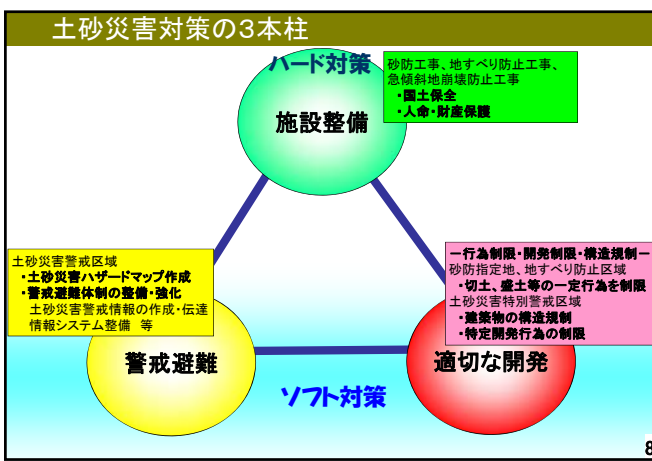 土砂災害対策の3本柱
ハード対策
砂防工事、地すべり防止工事、
急傾斜地崩壊防止工事
・国土保全
・人命・財産保護
施設整備
土砂災害警戒区域
・土砂災害ハザードマップ作成
・警戒避難体制の整備・強化
土砂災害警戒情報の作成・伝達
情報システム整備 等
－行為制限・開発制限・構造規制－
砂防指定地、地すべり防止区域
・切土、盛土等の一定行為を制限
土砂災害特別警戒区域
・建築物の構造規制
・特定開発行為の制限
警戒避難
適切な開発
ソフト対策
8